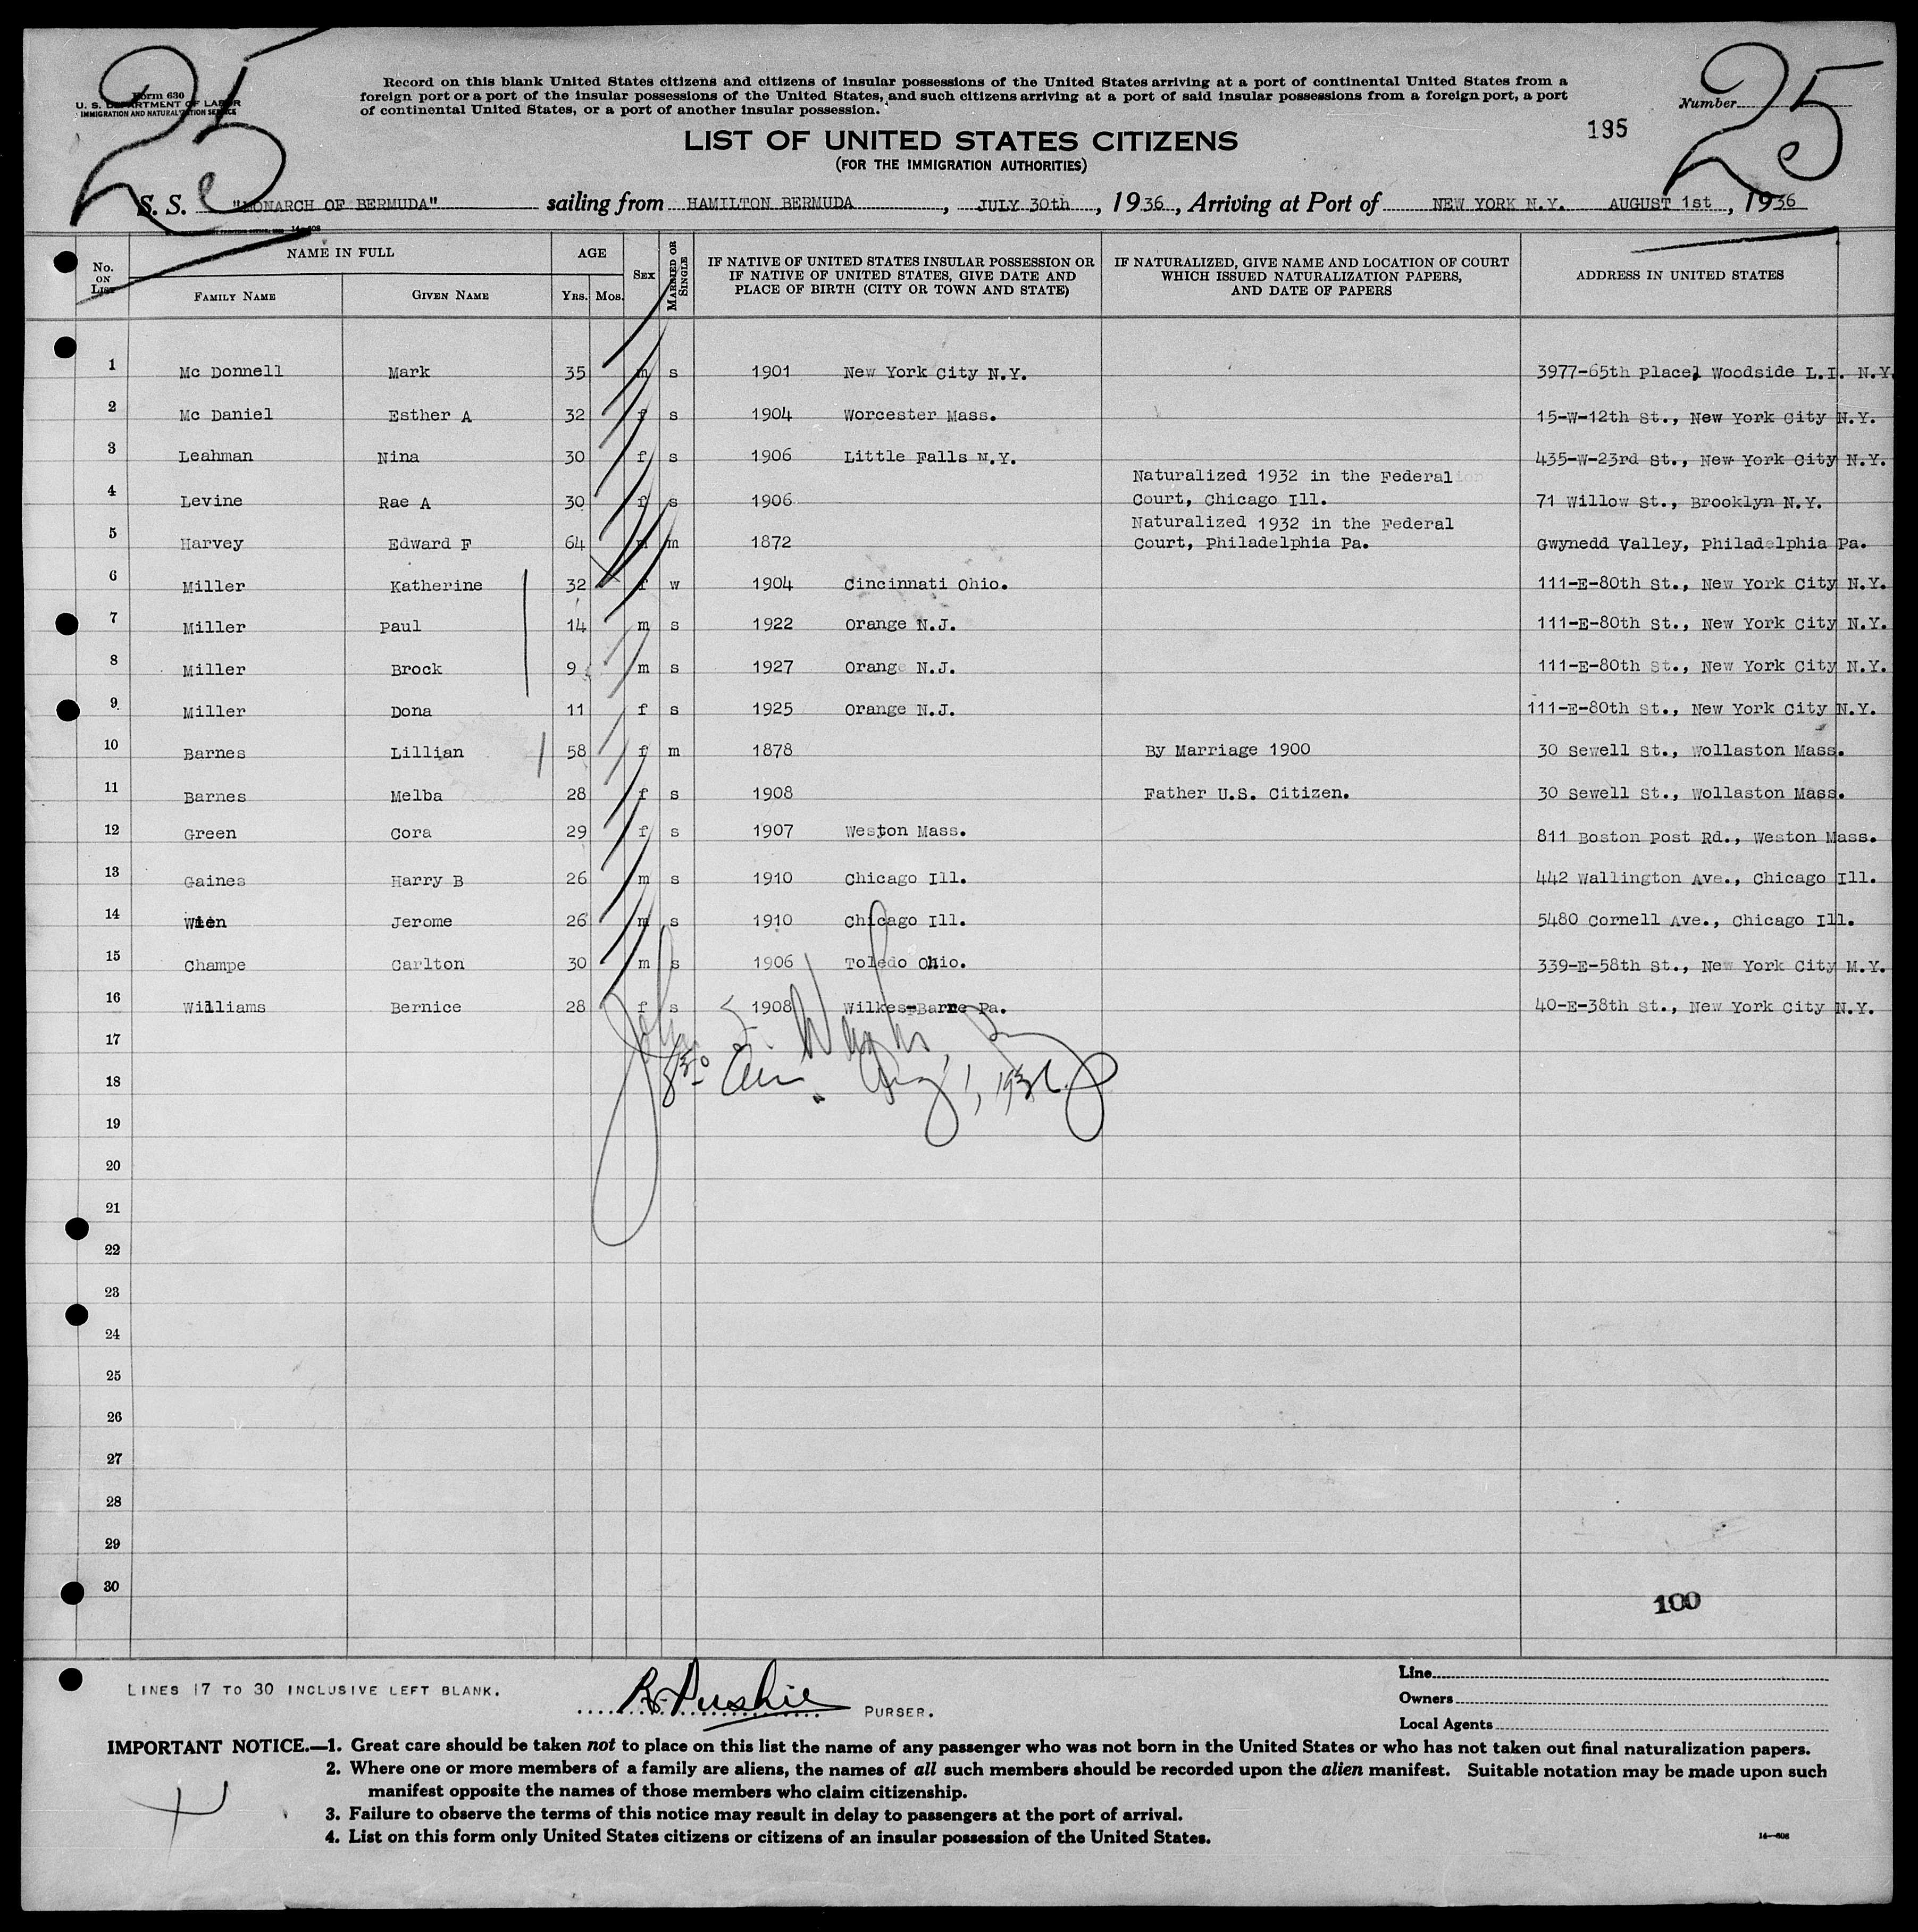 25
25
Form 630
U. S. DEPARTMENT OF LABOR
IMMIGRATION AND NATURALIZATION SERVICE
Record on this blank United States citizens and citizens of insular possessions of the United States arriving at a port of continental United States from a
foreign port or a port of the insular possessions of the United States, and such citizens arriving at a port of said insular possessions from a foreign port, a port
of continental United States, or a port of another insular possession.
Number
195
LIST OF UNITED STATES CITIZENS
(FOR THE IMMIGRATION AUTHORITIES)
S. S. "MONARCH OF BERMUDA" sailing from HAMILTON BERMUDA, JULY 30th, 1936, Arriving at Port of NEW YORK N.Y. AUGUST 1st, 1936
No. ON LIST NAME IN FULL FAMILY NAME GIVEN NAME AGE YRS. MOS. SEX MARRIED OR SINGLE IF NATIVE OF UNITED STATES INSULAR POSSESSION OR IF NATIVE OF UNITED STATES, GIVE DATE AND PLACE OF BIRTH (CITY OR TOWN AND STATE) IF NATURALIZED, GIVE NAME AND LOCATION OF COURT WHICH ISSUED NATURALIZATION PAPERS, AND DATE OF PAPERS ADDRESS IN UNITED STATES
1 Mc Donnell Mark 35 m s 1901 New York City N.Y. 3977-65th Place, Woodside L.I. N.Y.
2 Mc Daniel Esther A 32 f s 1904 Worcester Mass. 15-W-12th St., New York City N.Y.
3 Leahman Nina 30 f s 1906 Little Falls N.Y. 435-W-23rd St., New York City N.Y.
Naturalized 1932 in the Federal
4 Levine Rae A 30 f s 1906 Court, Chicago Ill. 71 Willow St., Brooklyn N.Y.
Naturalized 1932 in the Federal
5 Harvey Edward F 64 m m 1872 Court, Philadelphia Pa. Gwynedd Valley, Philadelphia Pa.
6 Miller Katherine 32 f w 1904 Cincinnati Ohio. 111-E-80th St., New York City N.Y.
7 Miller Paul 14 m s 1922 Orange N.J. 111-E-80th St., New York City N.Y.
8 Miller Brock 9 m s 1927 Orange N.J. 111-E-80th St., New York City N.Y.
9 Miller Dona 11 f s 1925 Orange N.J. 111-E-80th St., New York City N.Y.
10 Barnes Lillian 58 f m 1878 By Marriage 1900 30 Sewell St., Wollaston Mass.
11 Barnes Melba 28 f s 1908 Father U.S. Citizen. 30 Sewell St., Wollaston Mass.
12 Green Cora 29 f s 1907 Weston Mass. 811 Boston Post Rd., Weston Mass.
13 Gaines Harry B 26 m s 1910 Chicago Ill. 442 Wallington Ave., Chicago Ill.
14 Wien Jerome 26 m s 1910 Chicago Ill. 5480 Cornell Ave., Chicago Ill.
15 Champe Carlton 30 m s 1906 Toledo Ohio. 339-E-58th St., New York City M.Y.
16 Williams Bernice 28 f s 1908 Wilkes-Barre Pa. 40-E-38th St., New York City N.Y.
17
John
18
Aug 1, 1936
19
20
21
22
23
24
25
26
27
28
29
30
100
LINES 17 TO 30 INCLUSIVE LEFT BLANK.
R. Pushie PURSER.
Line
Owners
Local Agents
IMPORTANT NOTICE.—1. Great care should be taken not to place on this list the name of any passenger who was not born in the United States or who has not taken out final naturalization papers.
2. Where one or more members of a family are aliens, the names of all such members should be recorded upon the alien manifest. Suitable notation may be made upon such
manifest opposite the names of those members who claim citizenship.
3. Failure to observe the terms of this notice may result in delay to passengers at the port of arrival.
4. List on this form only United States citizens or citizens of an insular possession of the United States.
14—608